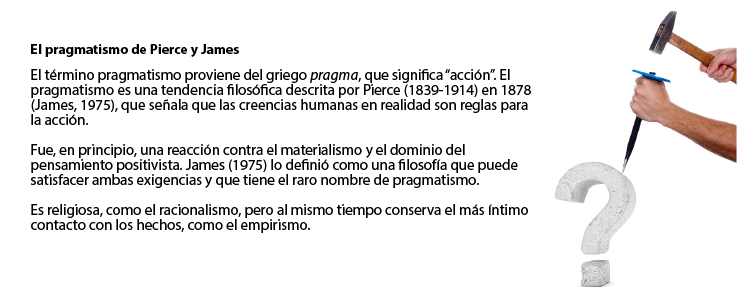 El pragmatismo de Pierce y James
El término pragmatismo proviene del griego pragma, que significa “acción”. El
pragmatismo es una tendencia filosófica descrita por Pierce (1839-1914) en 1878
(James, 1975), que señala que las creencias humanas en realidad son reglas para
la acción.
Fue, en principio, una reacción contra el materialismo y el dominio del
pensamiento positivista. James (1975) lo definió como una filosofía que puede
satisfacer ambas exigencias y que tiene el raro nombre de pragmatismo.
Es religiosa, como el racionalismo, pero al mismo tiempo conserva el más íntimo
contacto con los hechos, como el empirismo.